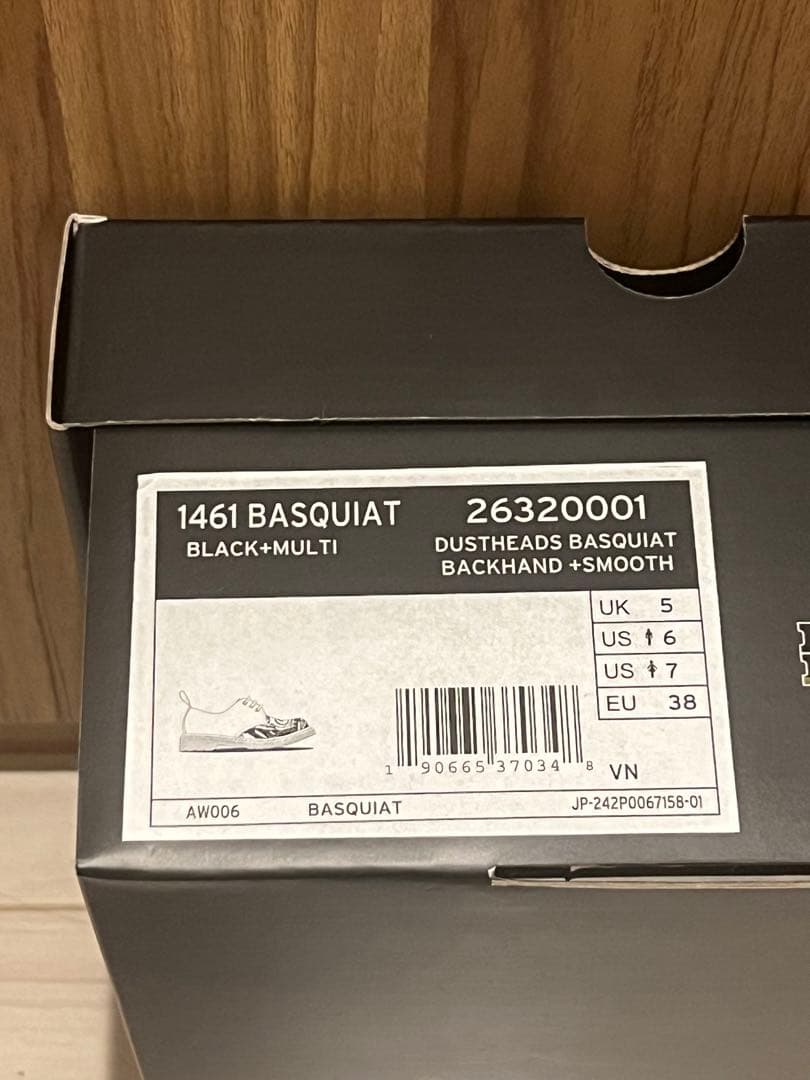 1461 BASQUIAT 26320001
BLACK+MULTI DUSTHEADS BASQUIAT
BACKHAND +SMOOTH
UK 5
US 6
US 7
EU 38
1 90665 37034 8 VN
AW006 BASQUIAT JP-242P0067158-01